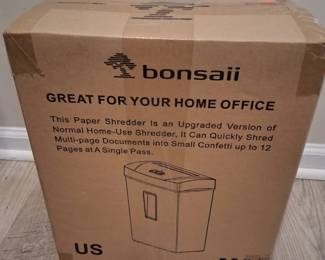 bonsaii
GREAT FOR YOUR HOME OFFICE
This Paper Shredder is an Upgraded Version of
Normal Home-Use Shredder, It Can Quickly Shred
Multi-page Documents into Small Confetti up to 12
Pages at A Single Pass.
US